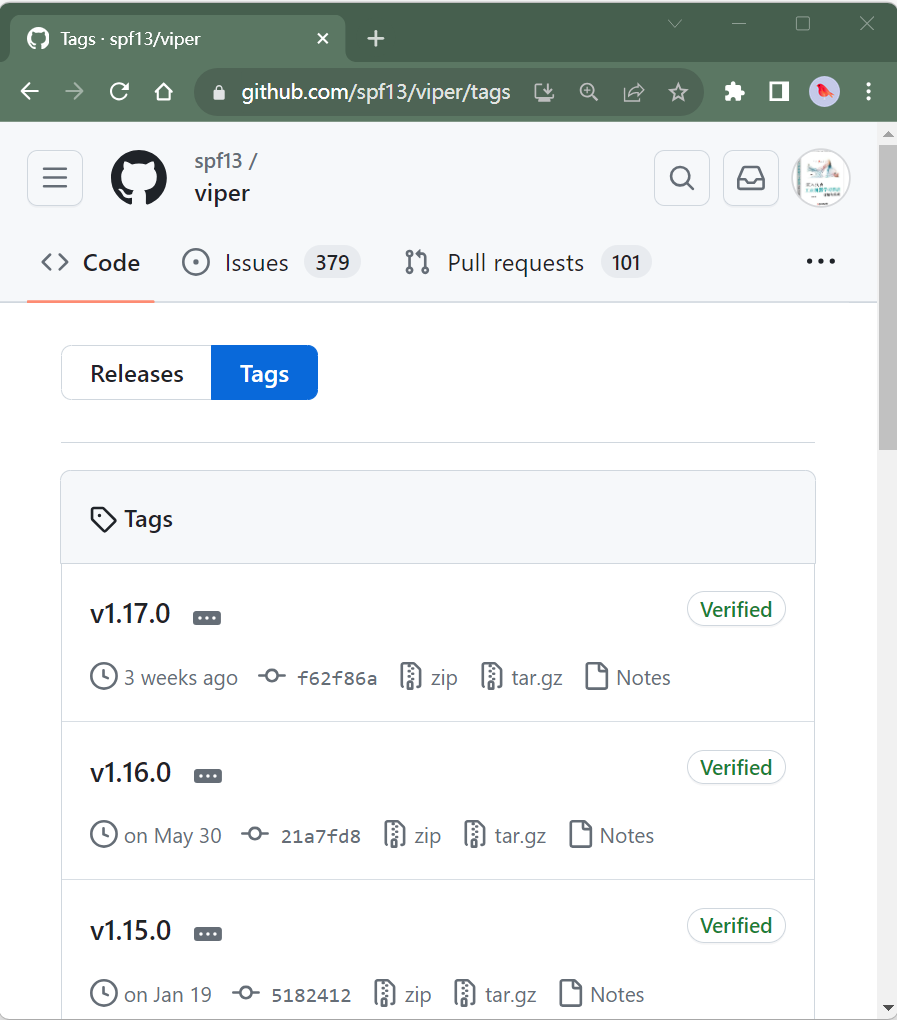 Tags · spf13/viper
github.com/spf13/viper/tags
spf13 /
viper
Code Issues 379 Pull requests 101
Releases Tags
Tags
v1.17.0 Verified
3 weeks ago f62f86a zip tar.gz Notes
v1.16.0 Verified
on May 30 21a7fd8 zip tar.gz Notes
v1.15.0 Verified
on Jan 19 5182412 zip tar.gz Notes